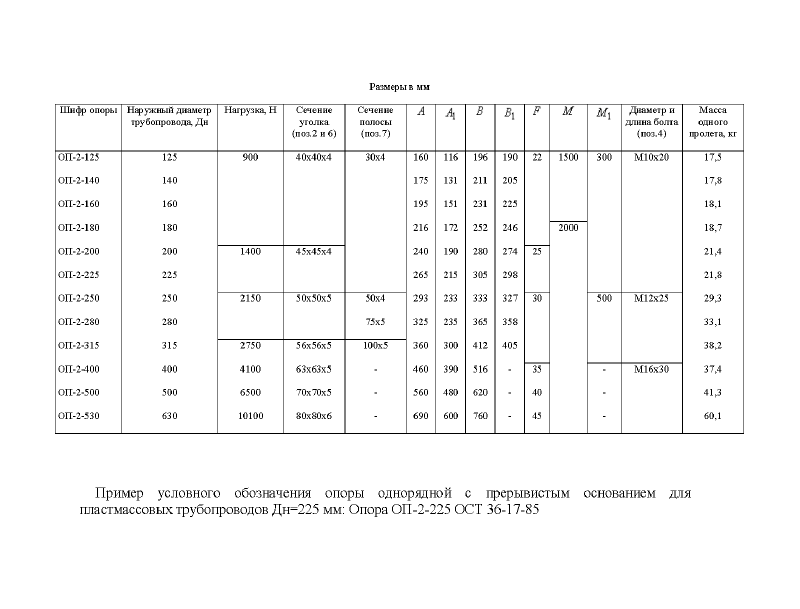 Размеры в мм
Шифр опоры Наружный диаметр трубопровода, Дн Нагрузка, Н Сечение уголка (поз.2 и 6) Сечение полосы (поз.7) A A1 B B1 F M M1 Диаметр и длина болта (поз.4) Масса одного пролета, кг
ОП-2-125 125 900 40х40х4 30х4 160 116 196 190 22 1500 300 М10х20 17,5
ОП-2-140 140 175 131 211 205 17,8
ОП-2-160 160 195 151 231 225 18,1
ОП-2-180 180 216 172 252 246 2000 18,7
ОП-2-200 200 1400 45х45х4 240 190 280 274 25 21,4
ОП-2-225 225 265 215 305 298 21,8
ОП-2-250 250 2150 50х50х5 50х4 293 233 333 327 30 500 М12х25 29,3
ОП-2-280 280 75х5 325 235 365 358 33,1
ОП-2-315 315 2750 56х56х5 100х5 360 300 412 405 38,2
ОП-2-400 400 4100 63х63х5 - 460 390 516 - 35 - М16х30 37,4
ОП-2-500 500 6500 70х70х5 - 560 480 620 - 40 - 41,3
ОП-2-530 630 10100 80х80х6 - 690 600 760 - 45 - 60,1
Пример условного обозначения опоры однорядной с прерывистым основанием для
пластмассовых трубопроводов Дн=225 мм: Опора ОП-2-225 ОСТ 36-17-85